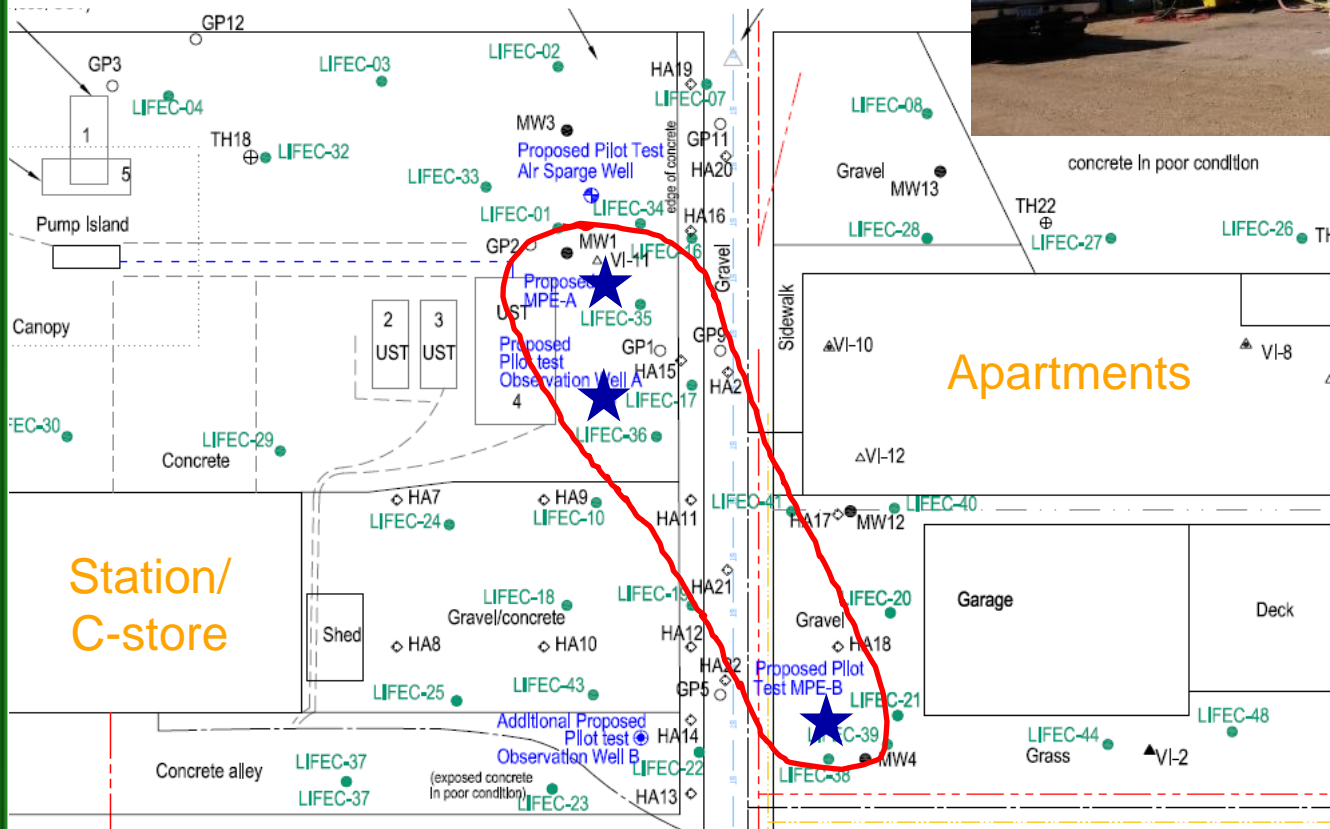 GP12
LIFEC-02
LIFEC-03
HA19
GP3
LIFEC-04
LIFEC-07
LIFEC-08
1
MW3
GP11
TH18
LIFEC-32
Proposed Pilot Test
Air Sparge Well
edge of concrete
HA20
Gravel
MW13
concrete in poor condition
5
LIFEC-33
Pump Island
LIFEC-01
LIFEC-34
HA16
TH22
LIFEC-28
LIFEC-27
LIFEC-26
GP2
MW1
LIFEC-16
VI-11
Gravel
Proposed
MPE-A
UST
LIFEC-35
Sidewalk
Canopy
2
3
UST
UST
Proposed
Pilot test
Observation Well A
GP1
GP9
HA15
HA2
VI-10
VI-8
Apartments
4
LIFEC-17
LIFEC-29
Concrete
LIFEC-36
VI-12
HA7
HA9
LIFEC-24
LIFEC-10
HA11
LIFEC-41
HA17
MW12
LIFEC-40
Station/
C-store
Shed
LIFEC-18
Gravel/concrete
LIFEC-19
HA21
Gravel
LIFEC-20
Garage
Deck
HA8
HA10
HA12
HA18
HA22
Proposed Pilot
Test MPE-B
LIFEC-25
LIFEC-43
GP5
LIFEC-21
LIFEC-48
Additional Proposed
Pilot test
Observation Well B
HA14
LIFEC-39
LIFEC-44
Grass
VI-2
Concrete alley
LIFEC-37
LIFEC-37
(exposed concrete
in poor condition)
LIFEC-23
LIFEC-22
HA13
LIFEC-38
MW4